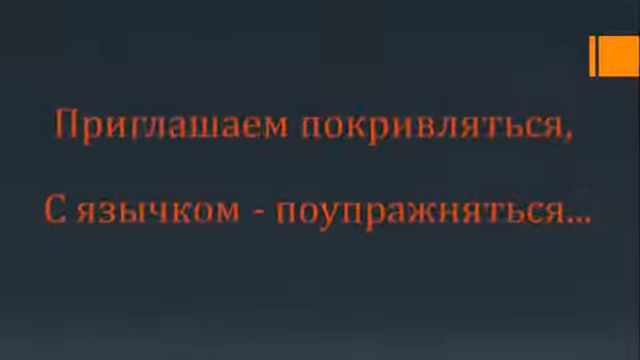 Приглашаем покривляться,
С язычком - поупражняться...